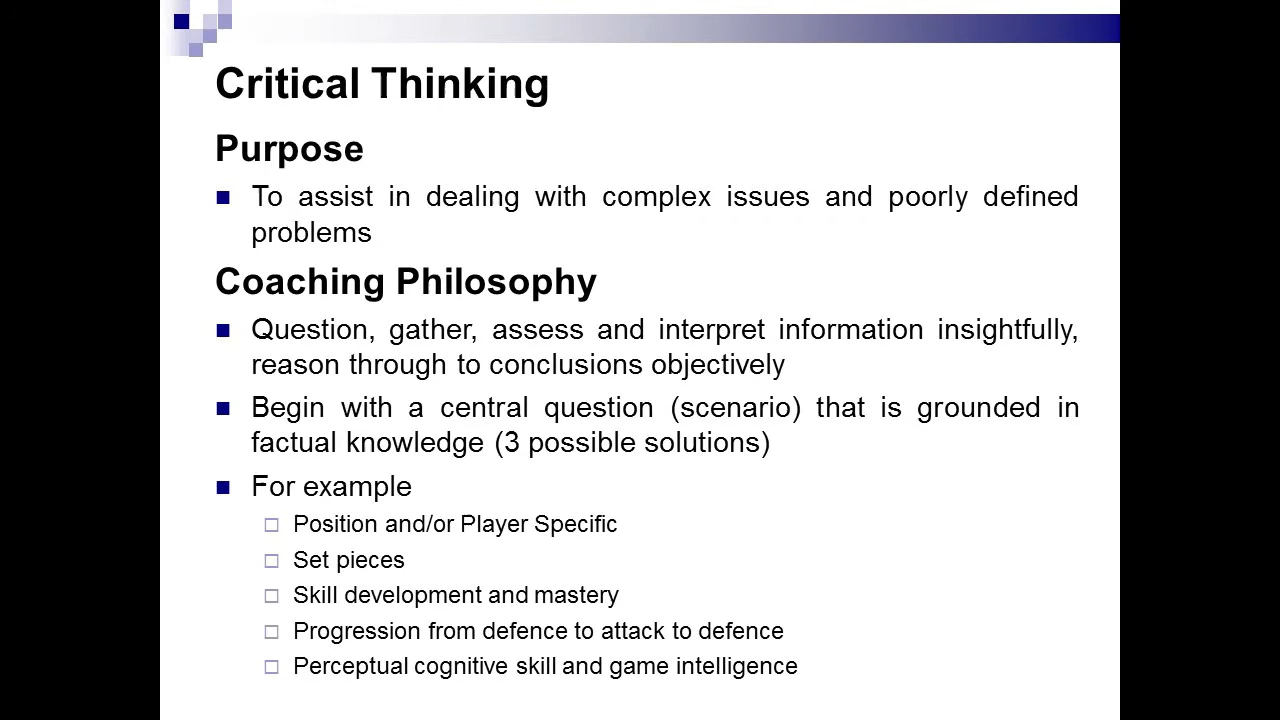 Critical Thinking
Purpose
To assist in dealing with complex issues and poorly defined
problems
Coaching Philosophy
Question, gather, assess and interpret information insightfully,
reason through to conclusions objectively
Begin with a central question (scenario) that is grounded in
factual knowledge (3 possible solutions)
For example
Position and/or Player Specific
Set pieces
Skill development and mastery
Progression from defence to attack to defence
Perceptual cognitive skill and game intelligence